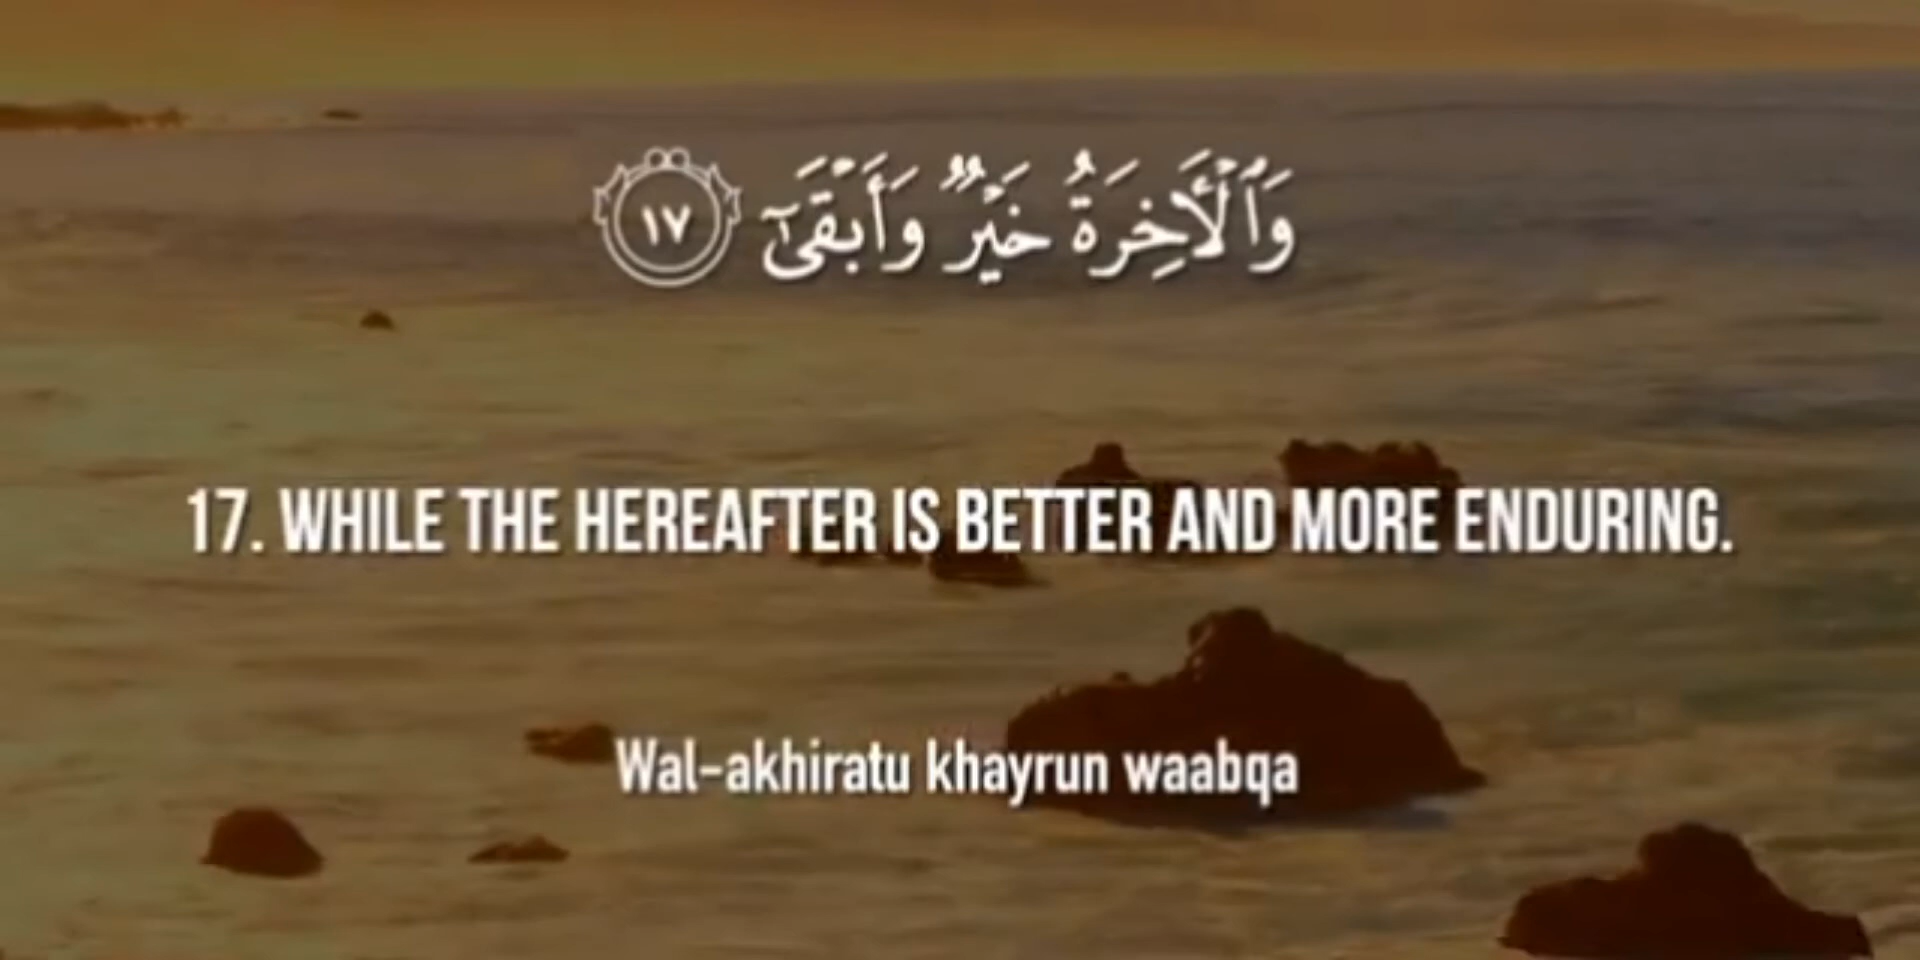 وَٱلْـَٔاخِرَةُ خَيْرٌۭ وَأَبْقَىٰٓ ١٧
17. WHILE THE HEREAFTER IS BETTER AND MORE ENDURING.
Wal-akhiratu khayrun waabqa